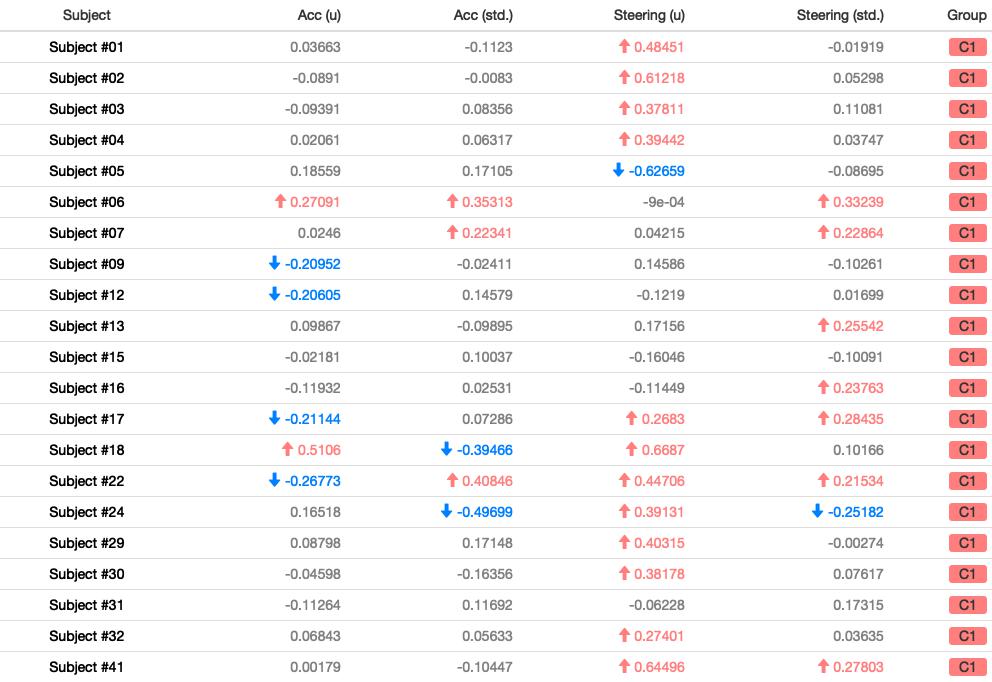 Subject Acc (u) Acc (std.) Steering (u) Steering (std.) Group
Subject #01 0.03663 -0.1123 0.48451 -0.01919 C1
Subject #02 -0.0891 -0.0083 0.61218 0.05298 C1
Subject #03 -0.09391 0.08356 0.37811 0.11081 C1
Subject #04 0.02061 0.06317 0.39442 0.03747 C1
Subject #05 0.18559 0.17105 -0.62659 -0.08695 C1
Subject #06 0.27091 0.35313 -9e-04 0.33239 C1
Subject #07 0.0246 0.22341 0.04215 0.22864 C1
Subject #09 -0.20952 -0.02411 0.14586 -0.10261 C1
Subject #12 -0.20605 0.14579 -0.1219 0.01699 C1
Subject #13 0.09867 -0.09895 0.17156 0.25542 C1
Subject #15 -0.02181 0.10037 -0.16046 -0.10091 C1
Subject #16 -0.11932 0.02531 -0.11449 0.23763 C1
Subject #17 -0.21144 0.07286 0.2683 0.28435 C1
Subject #18 0.5106 -0.39466 0.6687 0.10166 C1
Subject #22 -0.26773 0.40846 0.44706 0.21534 C1
Subject #24 0.16518 -0.49699 0.39131 -0.25182 C1
Subject #29 0.08798 0.17148 0.40315 -0.00274 C1
Subject #30 -0.04598 -0.16356 0.38178 0.07617 C1
Subject #31 -0.11264 0.11692 -0.06228 0.17315 C1
Subject #32 0.06843 0.05633 0.27401 0.03635 C1
Subject #41 0.00179 -0.10447 0.64496 0.27803 C1